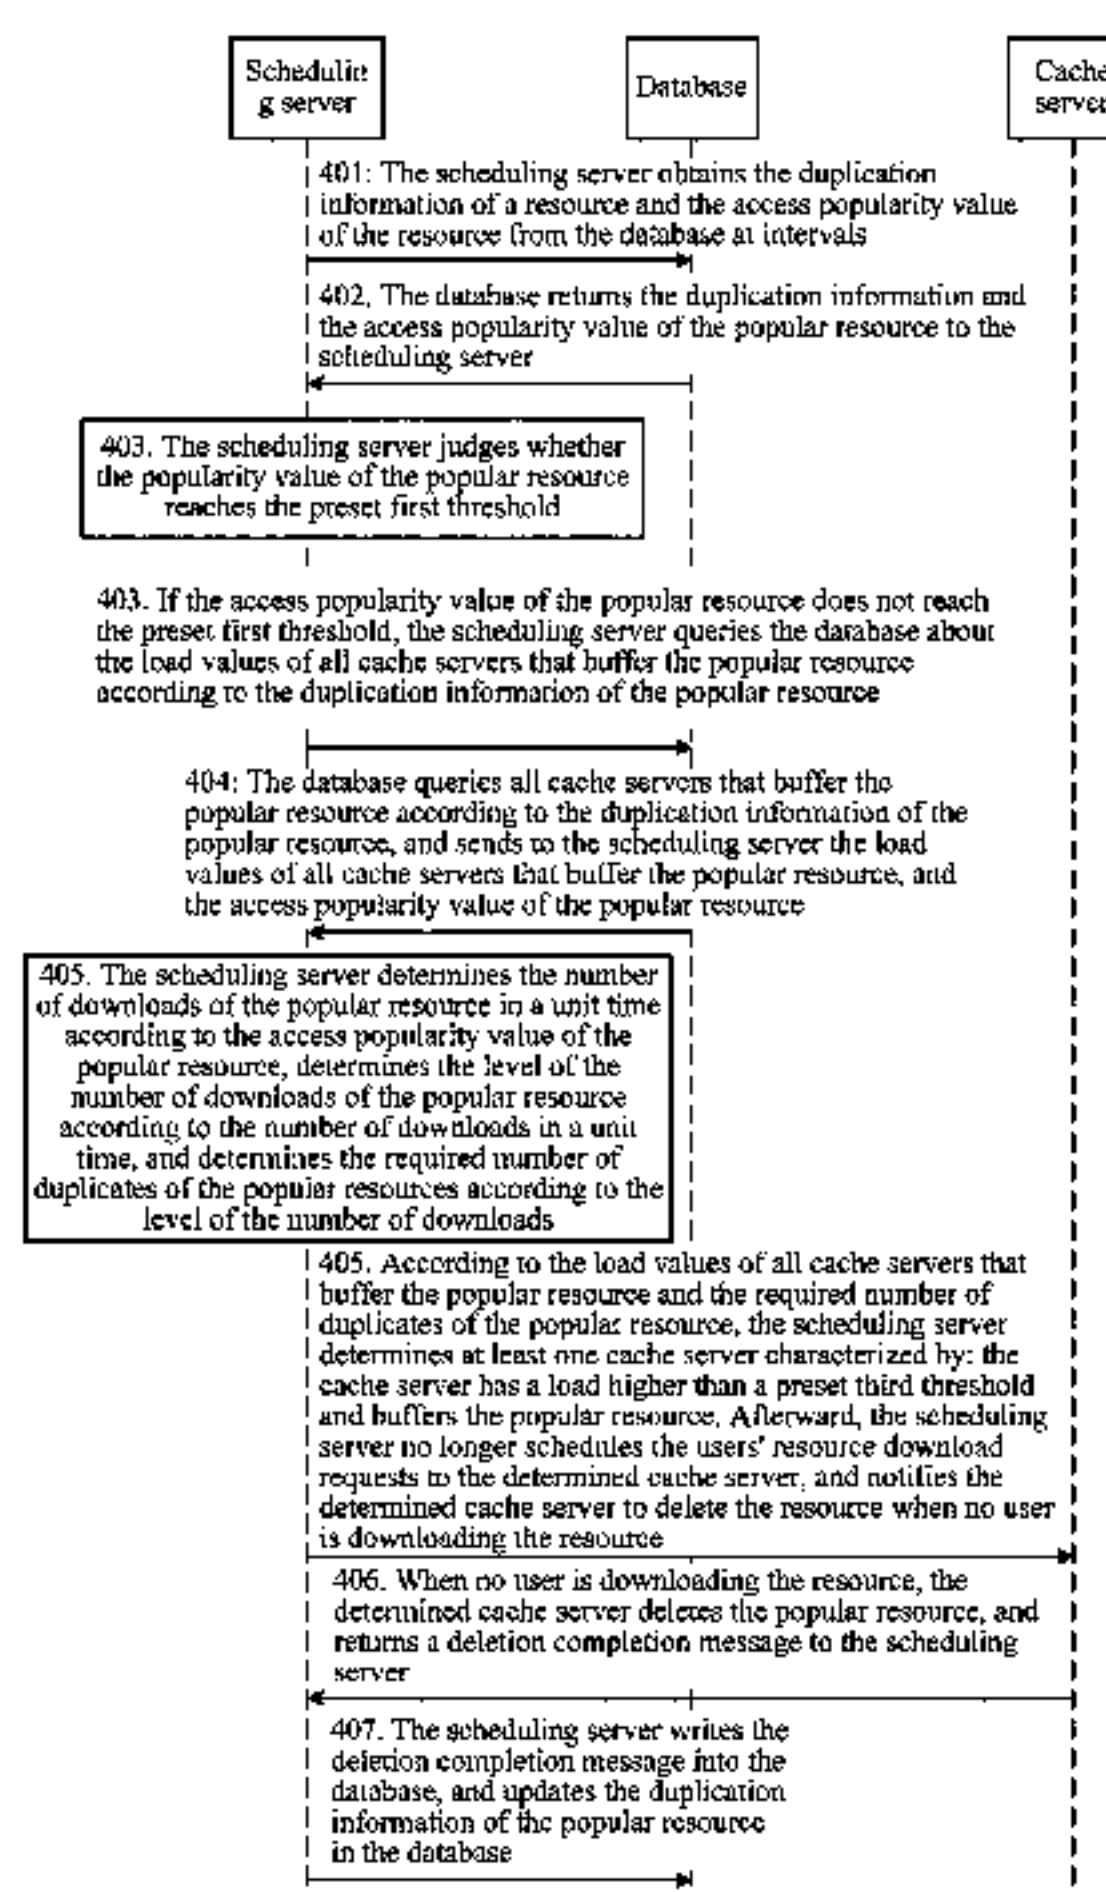 Schedulin
g server
Database
Cache
server
401: The scheduling server obtains the duplication
information of a resource and the access popularity value
of the resource from the database at intervals
402. The database returns the duplication information and
the access popularity value of the popular resource to the
scheduling server
403. The scheduling server judges whether
the popularity value of the popular resource
reaches the preset first threshold
403. If the access popularity value of the popular resource does not reach
the preset first threshold, the scheduling server queries the database about
the load values of all cache servers that buffer the popular resource
according to the duplication information of the popular resource
404: The database queries all cache servers that buffer the
popular resource according to the duplication information of the
popular resource, and sends to the scheduling server the load
values of all cache servers that buffer the popular resource, and
the access popularity value of the popular resource
405. The scheduling server determines the number
of downloads of the popular resource in a unit time
according to the access popularity value of the
popular resource, determines the level of the
number of downloads of the popular resource
according to the number of downloads in a unit
time, and determines the required number of
duplicates of the popular resources according to the
level of the number of downloads
405. According to the load values of all cache servers that
buffer the popular resource and the required number of
duplicates of the popular resource, the scheduling server
determines at least one cache server characterized by: the
cache server has a load higher than a preset third threshold
and buffers the popular resource. Afterward, the scheduling
server no longer schedules the users' resource download
requests to the determined cache server, and notifies the
determined cache server to delete the resource when no user
is downloading the resource
406. When no user is downloading the resource, the
determined cache server deletes the popular resource, and
returns a deletion completion message to the scheduling
server
407. The scheduling server writes the
deletion completion message into the
database, and updates the duplication
information of the popular resource
in the database